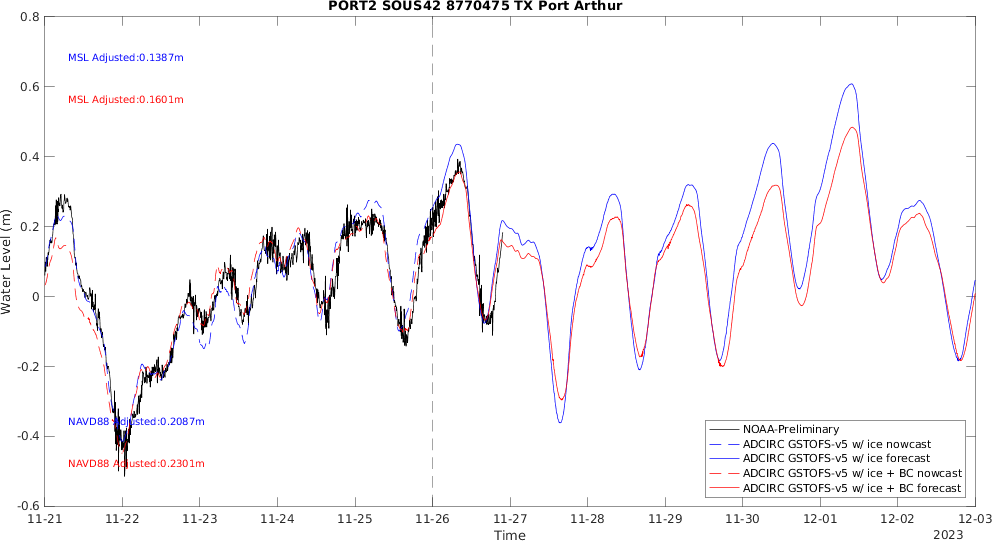 PORT2 SOUS42 8770475 TX Port Arthur
0.8
0.6
0.4
0.2
0
-0.2
-0.4
-0.6
Water Level (m)
MSL Adjusted:0.1387m
MSL Adjusted:0.1601m
NAVD88 Adjusted:0.2087m
NAVD88 Adjusted:0.2301m
NOAA-Preliminary
ADCIRC GSTOFS-v5 w/ ice nowcast
ADCIRC GSTOFS-v5 w/ ice forecast
ADCIRC GSTOFS-v5 w/ ice + BC nowcast
ADCIRC GSTOFS-v5 w/ ice + BC forecast
11-21 11-22 11-23 11-24 11-25 11-26 11-27 11-28 11-29 11-30 12-01 12-02 12-03
Time
2023